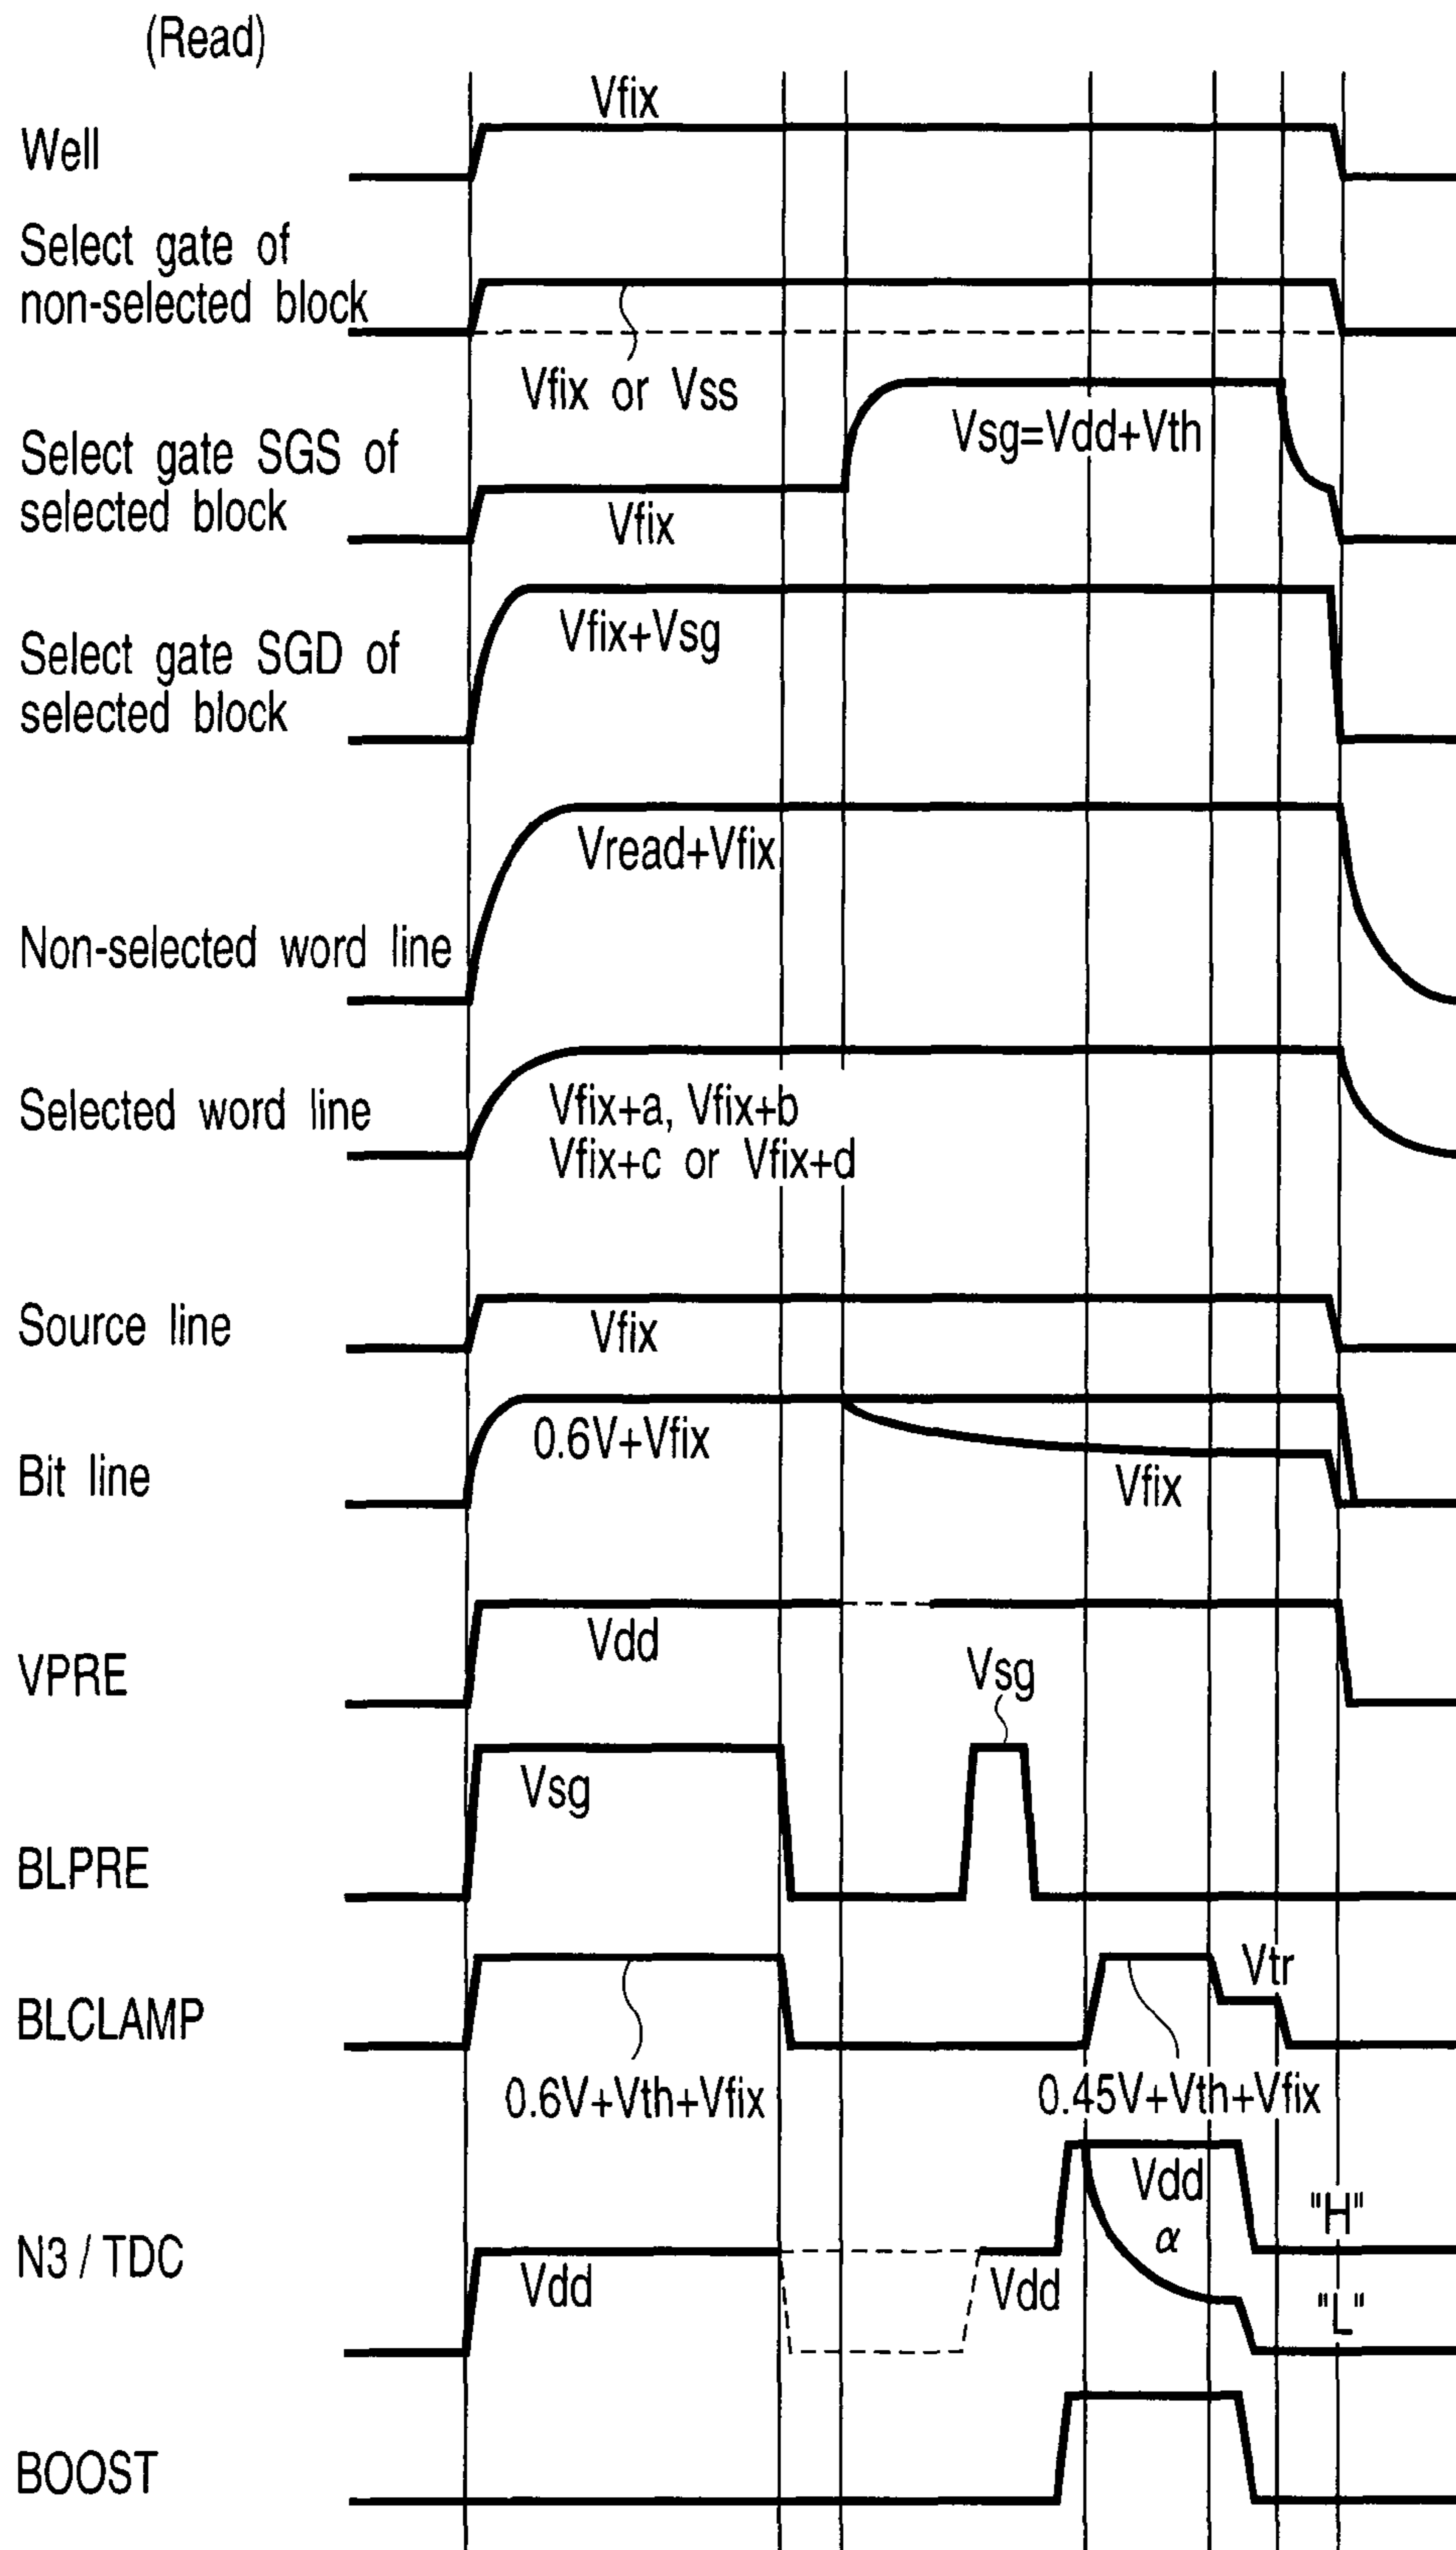 (Read)
Vfix
Well
Select gate of
non-selected block
Vfix or Vss
Vsg=Vdd+Vth
Select gate SGS of
selected block
Vfix
Vfix+Vsg
Select gate SGD of
selected block
Vread+Vfix
Non-selected word line
Selected word line
Vfix+a, Vfix+b
Vfix+c or Vfix+d
Source line
Vfix
0.6V+Vfix
Bit line
Vfix
Vdd
VPRE
Vsg
Vsg
BLPRE
Vtr
BLCLAMP
0.6V+Vth+Vfix
0.45V+Vth+Vfix
Vdd
α
"H"
N3 / TDC
Vdd
Vdd
"L"
BOOST